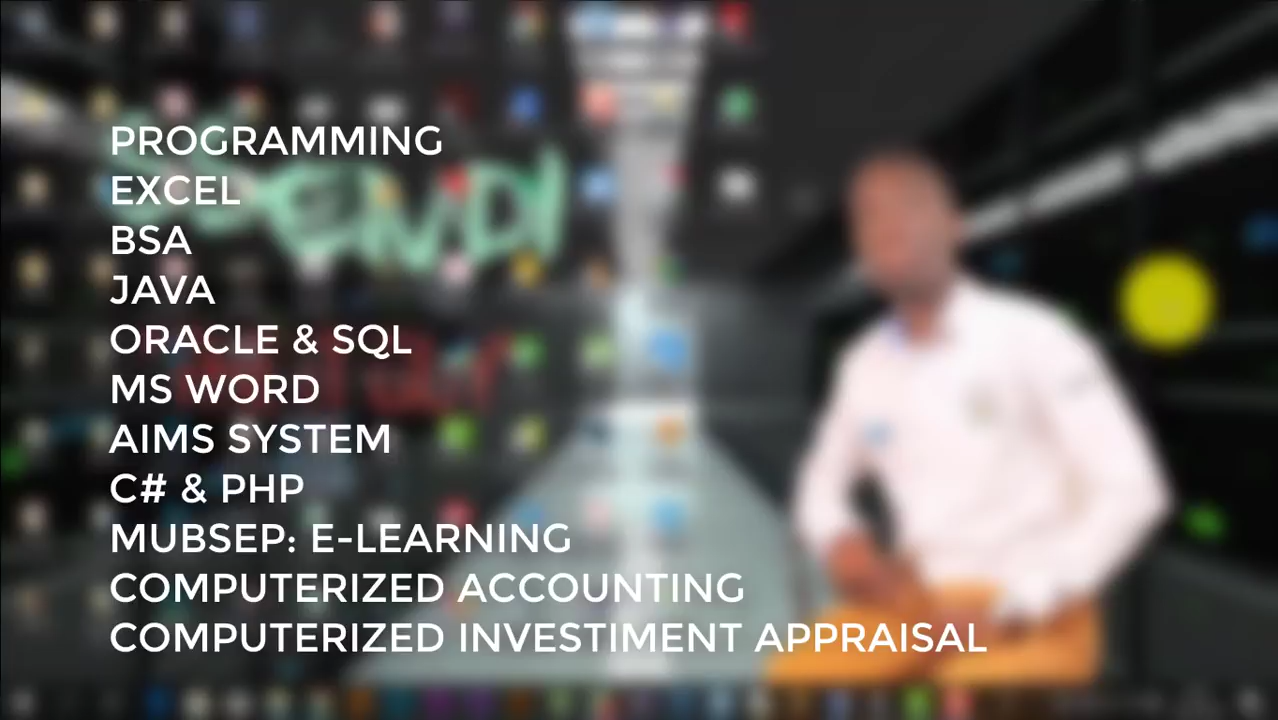 PROGRAMMING
EXCEL
BSA
JAVA
ORACLE & SQL
MS WORD
AIMS SYSTEM
C# & PHP
MUBSEP: E-LEARNING
COMPUTERIZED ACCOUNTING
COMPUTERIZED INVESTIMENT APPRAISAL